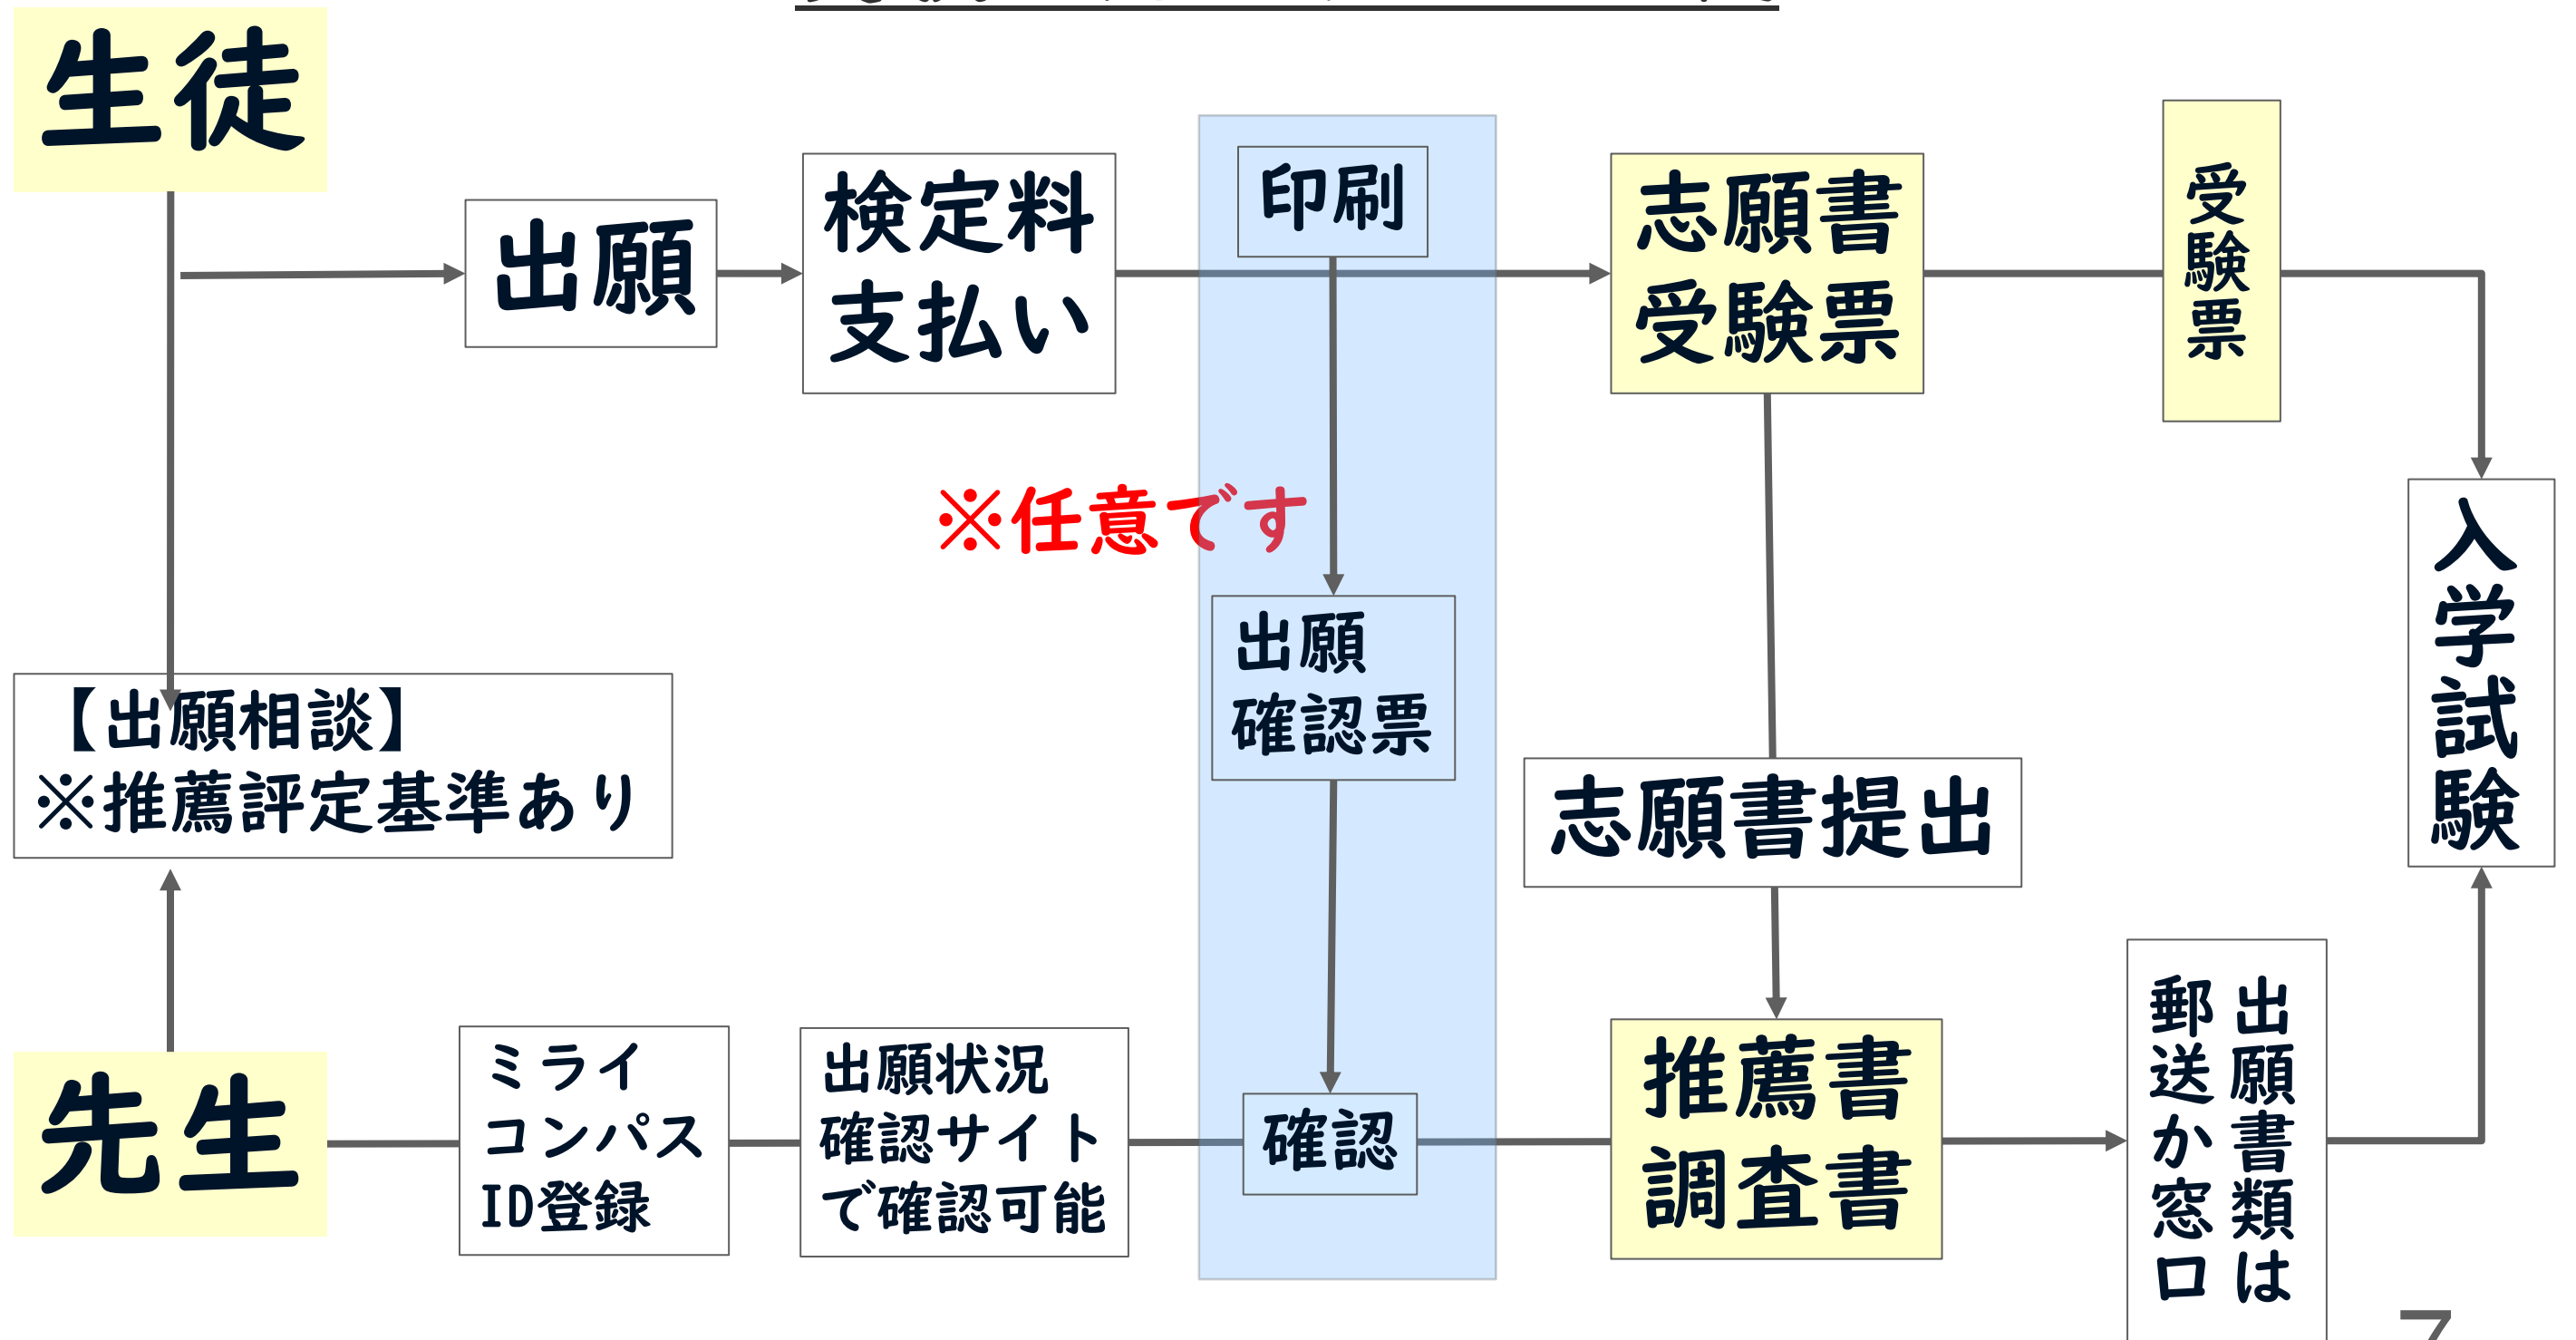 生徒
出願
検定料
支払い
印刷
志願書
受験票
受験票
※任意です
出願
確認票
入学試験
【出願相談】
※推薦評定基準あり
志願書提出
先生
ミライ
コンパス
ID登録
出願状況
確認サイト
で確認可能
確認
推薦書
調査書
出願書類は
郵送か窓口